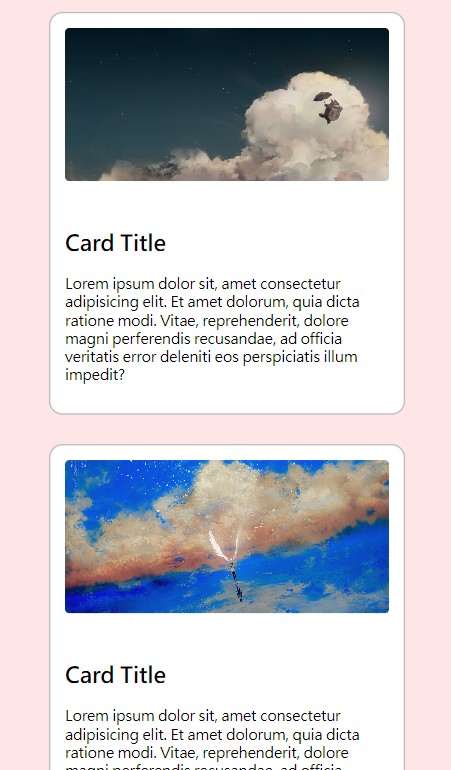 Card Title
Lorem ipsum dolor sit, amet consectetur
adipisicing elit. Et amet dolorum, quia dicta
ratione modi. Vitae, reprehenderit, dolore
magni perferendis recusandae, ad officia
veritatis error deleniti eos perspiciatis illum
impedit?
Card Title
Lorem ipsum dolor sit, amet consectetur
adipisicing elit. Et amet dolorum, quia dicta
ratione modi. Vitae, reprehenderit, dolore
magni perferendis recusandae, ad officia